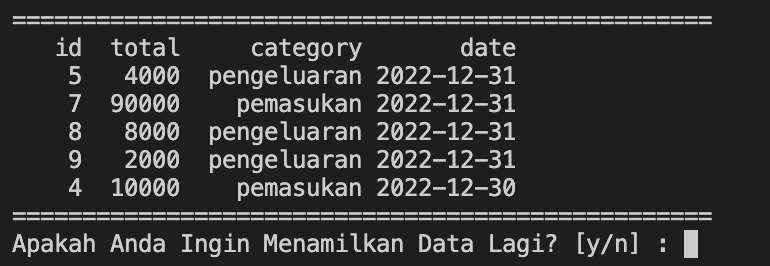 ==================================================
id total category date
5 4000 pengeluaran 2022-12-31
7 90000 pemasukan 2022-12-31
8 8000 pengeluaran 2022-12-31
9 2000 pengeluaran 2022-12-31
4 10000 pemasukan 2022-12-30
==================================================
Apakah Anda Ingin Menamilkan Data Lagi? [y/n] :